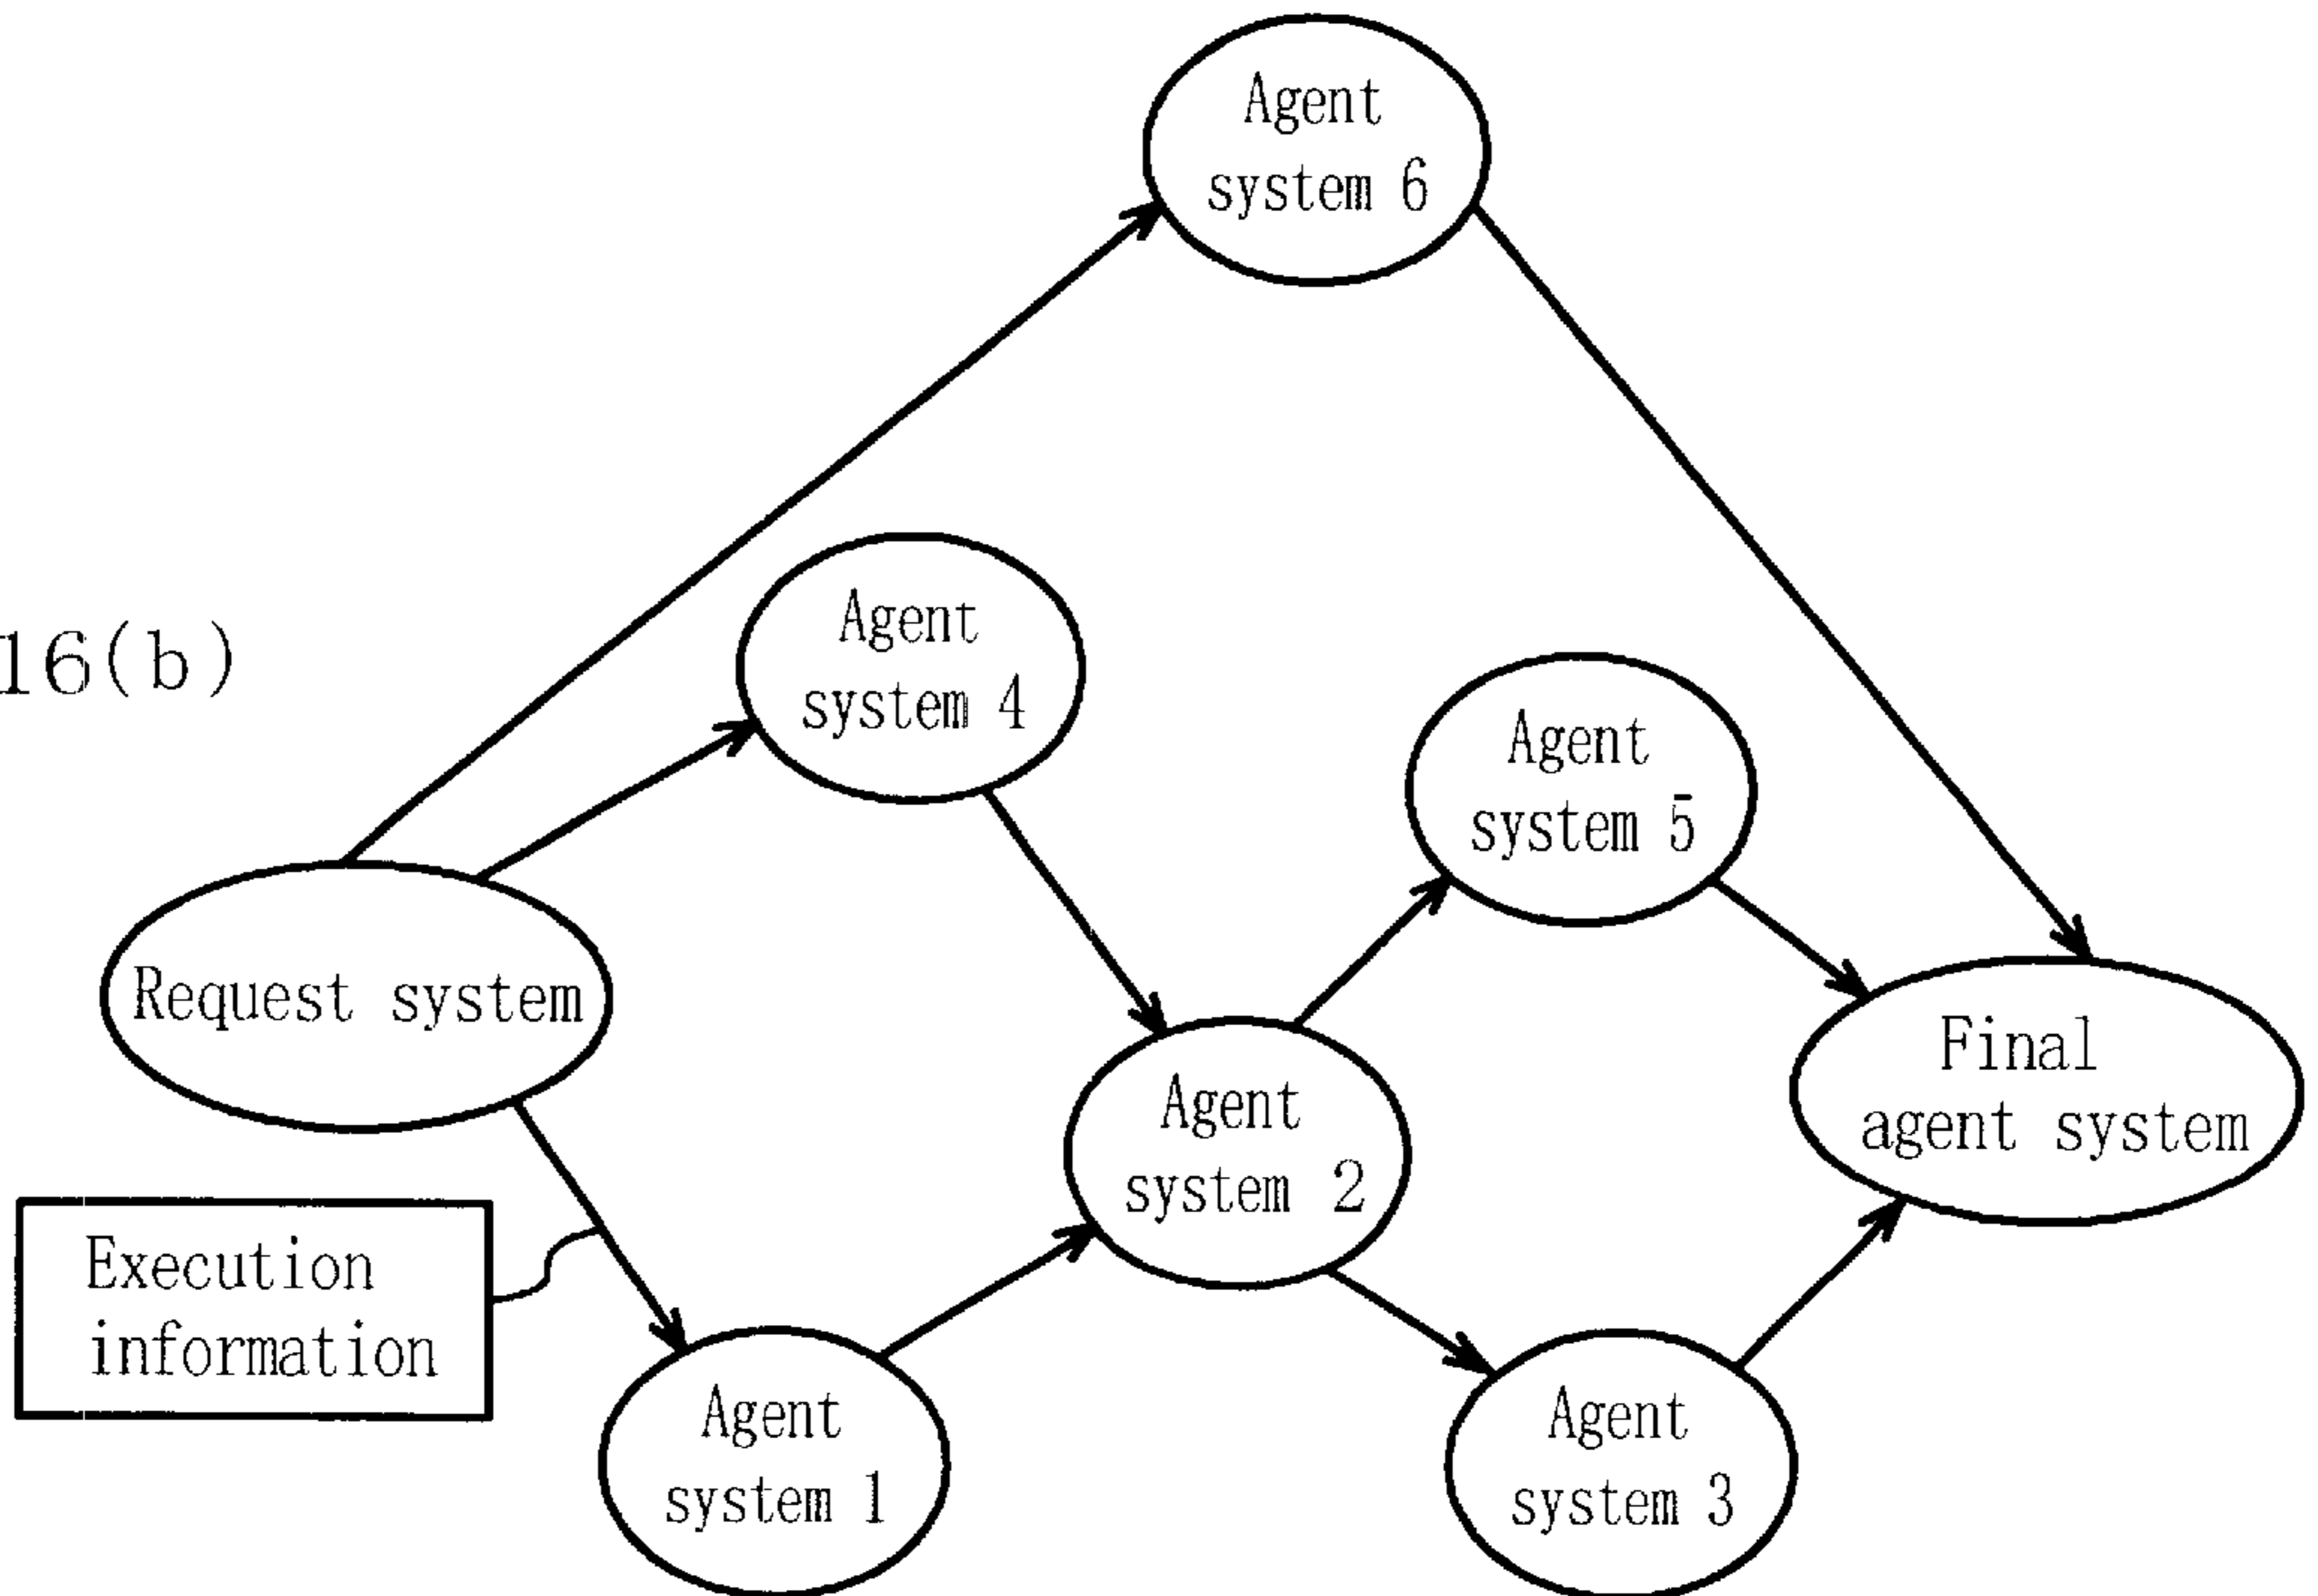 Agent
system 6
16(b)
Agent
system 4
Agent
system 5
Request system
Final
agent system
Agent
system 2
Execution
information
Agent
system 1
Agent
system 3